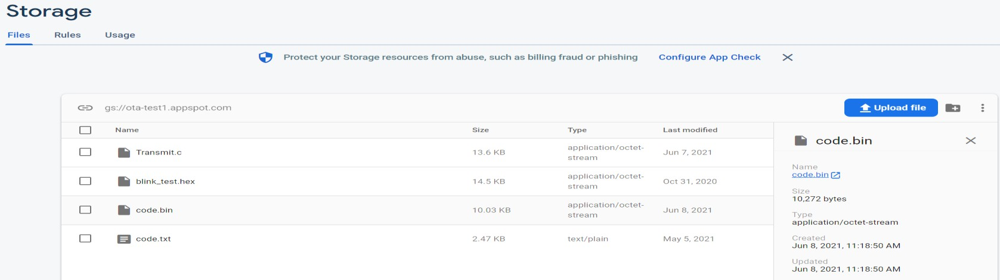 Storage
Files Rules Usage
Protect your Storage resources from abuse, such as billing fraud or phishing Configure App Check
gs://ota-test1.appspot.com Upload file
Name Size Type Last modified
Transmit.c 13.6 KB application/octet-stream Jun 7, 2021
blink_test.hex 14.5 KB application/octet-stream Oct 31, 2020
code.bin 10.03 KB application/octet-stream Jun 8, 2021
code.txt 2.47 KB text/plain May 5, 2021
code.bin
Name
code.bin
Size
10,272 bytes
Type
application/octet-stream
Created
Jun 8, 2021, 11:18:50 AM
Updated
Jun 8, 2021, 11:18:50 AM